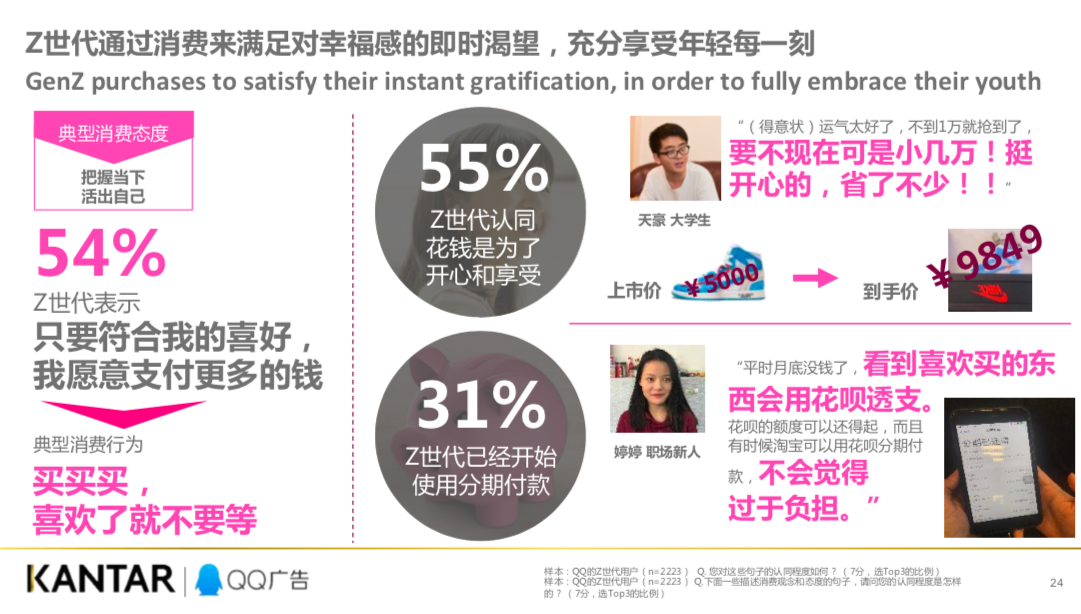 Z世代通过消费来满足对幸福感的即时渴望，充分享受年轻每一刻
GenZ purchases to satisfy their instant gratification, in order to fully embrace their youth
典型消费态度
把握当下
活出自己
54%
Z世代表示
只要符合我的喜好，
我愿意支付更多的钱
典型消费行为
买买买，
喜欢了就不要等
55%
Z世代认同
花钱是为了
开心和享受
31%
Z世代已经开始
使用分期付款
“（得意状）运气太好了，不到1万就抢到了，
要不现在可是小几万！挺
开心的，省了不少！！“
天豪 大学生
上市价
￥5000
到手价
￥9849
“平时月底没钱了，看到喜欢买的东
西会用花呗透支。
花呗的额度可以还得起，而且
有时候淘宝可以用花呗分期付
款，不会觉得
过于负担。”
婷婷 职场新人
KANTAR
QQ广告
样本：QQ的Z世代用户（n=2223） Q.您对这些句子的认同程度如何？（7分，选Top3的比例）
样本：QQ的Z世代用户（n=2223）Q.下面一些描述消费观念和态度的句子，请问您的认同程度是怎样
的？（7分，选Top3的比例）
24